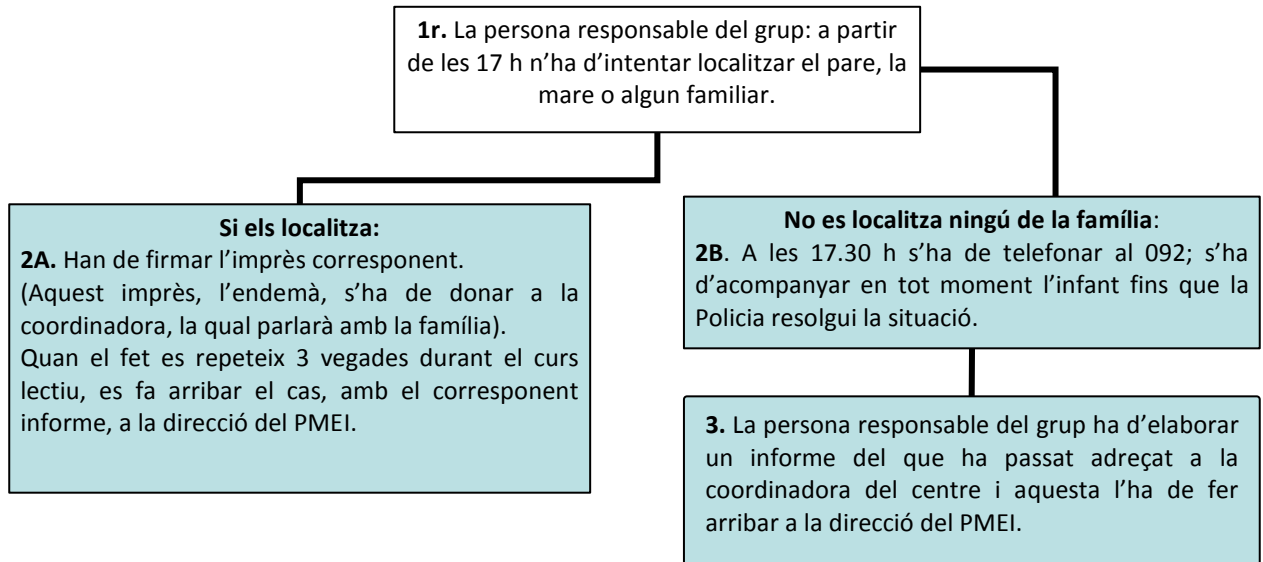 1r. La persona responsable del grup: a partir
de les 17 h n’ha d’intentar localitzar el pare, la
mare o algun familiar.
Si els localitza:
2A. Han de firmar l’imprès corresponent.
(Aquest imprès, l’endemà, s’ha de donar a la
coordinadora, la qual parlarà amb la família).
Quan el fet es repeteix 3 vegades durant el curs
lectiu, es fa arribar el cas, amb el corresponent
informe, a la direcció del PMEI.
No es localitza ningú de la família:
2B. A les 17.30 h s’ha de telefonar al 092; s’ha
d’acompanyar en tot moment l’infant fins que la
Policia resolgui la situació.
3. La persona responsable del grup ha d’elaborar
un informe del que ha passat adreçat a la
coordinadora del centre i aquesta l’ha de fer
arribar a la direcció del PMEI.